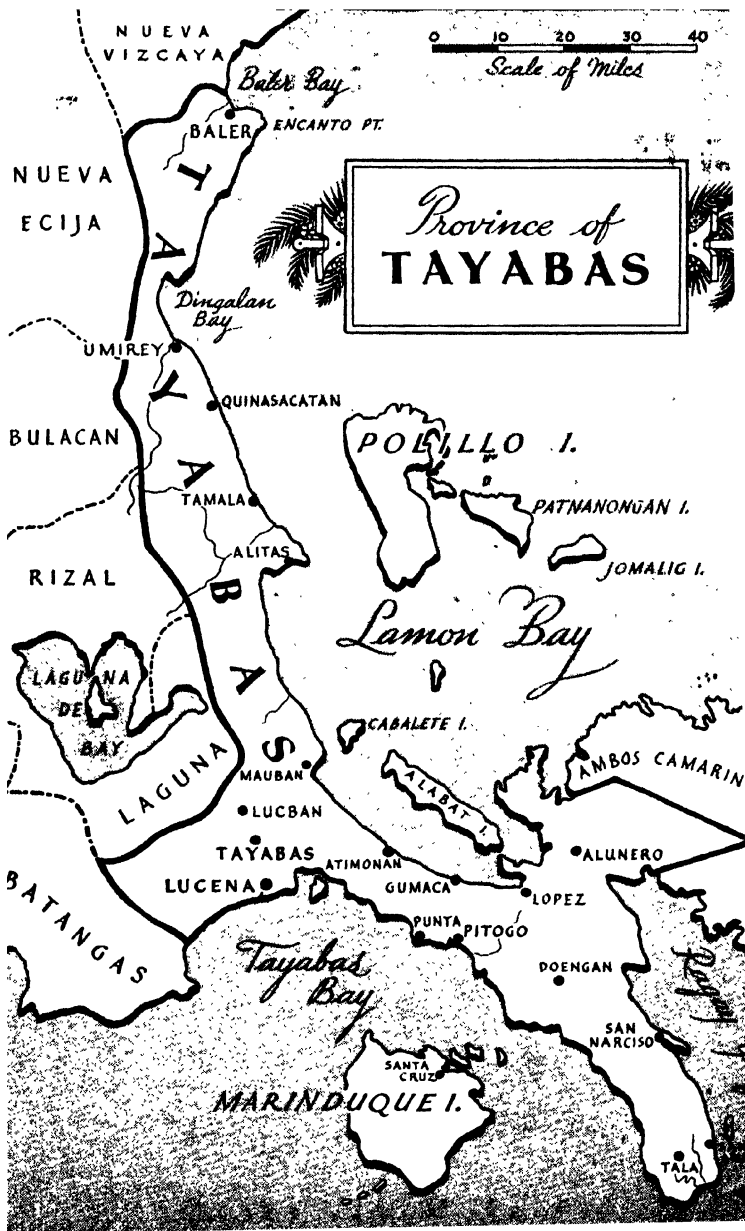 NUEVA
VIZCAYA
0 10 20 30 40
Scale of Miles
Baler Bay
BALER
ENCANTO PT.
NUEVA
ECIJA
Province of
TAYABAS
TAYABAS
Dingalan
Bay
UMIREY
QUINASACATAN
BULACAN
POLILLO I.
TAMALA
PATNANONGAN I.
ALITAS
JOMALIG I.
RIZAL
Lamon Bay
LAGUNA
DE
BAY
CABALETE I.
AMBOS CAMARIN
MAUBAN
ALABAT I.
LAGUNA
LUCBAN
TAYABAS
ATIMONAN
ALUNERO
LUCENA
GUMACA
LOPEZ
BATANGAS
PUNTA
PITOGO
Tayabas
Bay
DOENGAN
Ragay
SAN
NARCISO
SANTA
CRUZ
MARINDUQUE I.
TALA